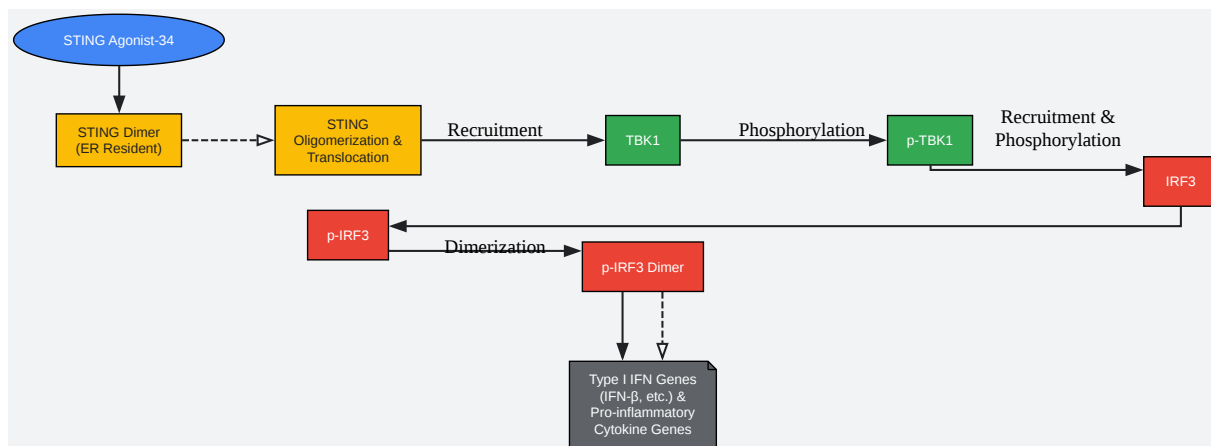 STING Agonist-34
STING Dimer
(ER Resident)
STING
Oligomerization &
Translocation
Recruitment
TBK1
Phosphorylation
p-TBK1
Recruitment &
Phosphorylation
IRF3
p-IRF3
Dimerization
p-IRF3 Dimer
Type I IFN Genes
(IFN-β, etc.) &
Pro-inflammatory
Cytokine Genes